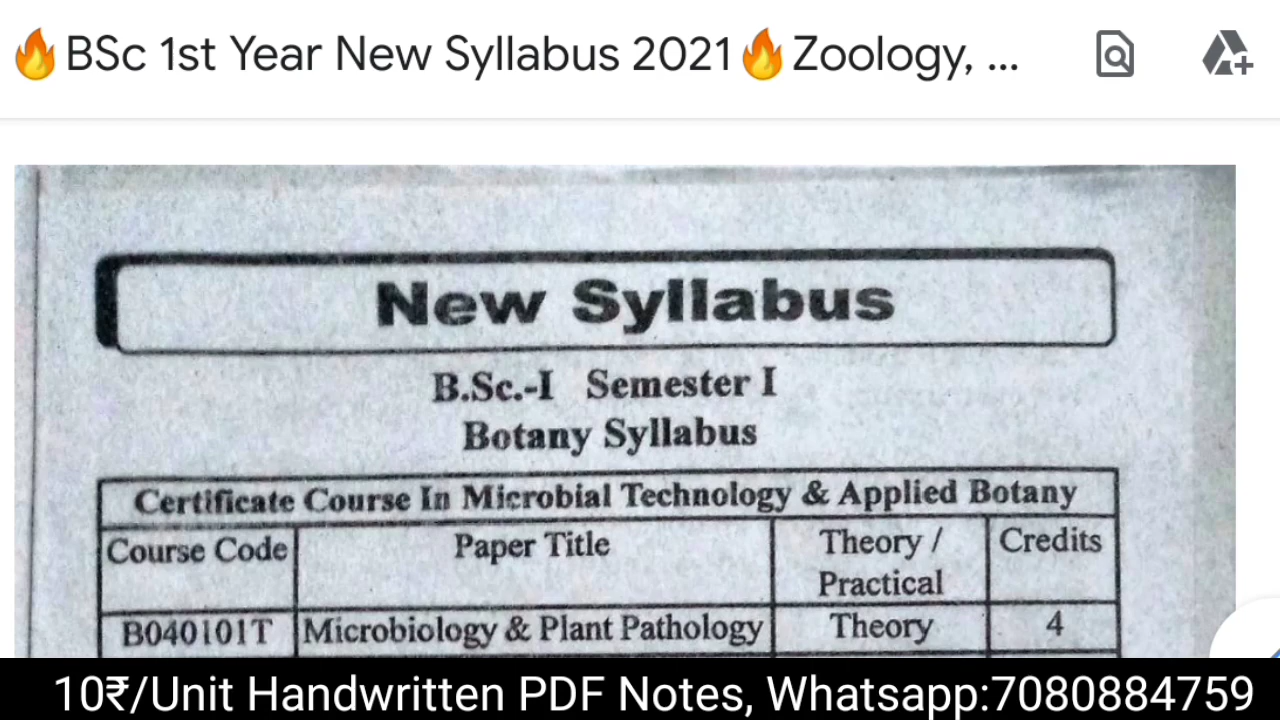 🔥BSc 1st Year New Syllabus 2021🔥Zoology, ...
New Syllabus
B.Sc.-I Semester I
Botany Syllabus
Certificate Course In Microbial Technology & Applied Botany
Course Code Paper Title Theory / Practical Credits
B040101T Microbiology & Plant Pathology Theory 4
10₹/Unit Handwritten PDF Notes, Whatsapp:7080884759